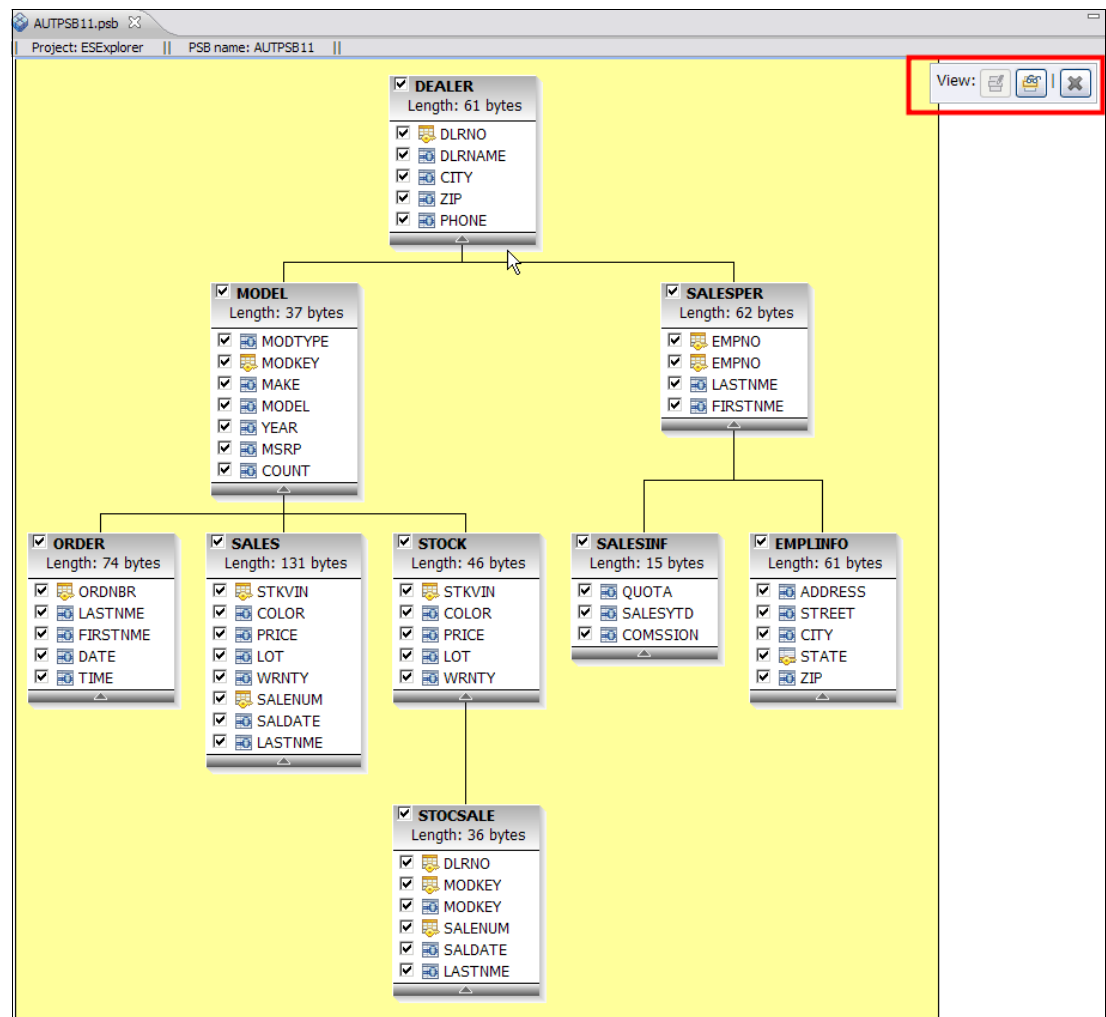 AUTPSB11.psb
Project: ESExplorer || PSB name: AUTPSB11 ||
View:
DEALER
Length: 61 bytes
DLRNO
DLRNAME
CITY
ZIP
PHONE
MODEL
Length: 37 bytes
MODTYPE
MODKEY
MAKE
MODEL
YEAR
MSRP
COUNT
SALESPER
Length: 62 bytes
EMPNO
EMPNO
LASTNME
FIRSTNME
ORDER
Length: 74 bytes
ORDNBR
LASTNME
FIRSTNME
DATE
TIME
SALES
Length: 131 bytes
STKVIN
COLOR
PRICE
LOT
WRNTY
SALENUM
SALDATE
LASTNME
STOCK
Length: 46 bytes
STKVIN
COLOR
PRICE
LOT
WRNTY
SALESINF
Length: 15 bytes
QUOTA
SALESYTD
COMSSION
EMPLINFO
Length: 61 bytes
ADDRESS
STREET
CITY
STATE
ZIP
STOCSALE
Length: 36 bytes
DLRNO
MODKEY
MODKEY
SALENUM
SALDATE
LASTNME